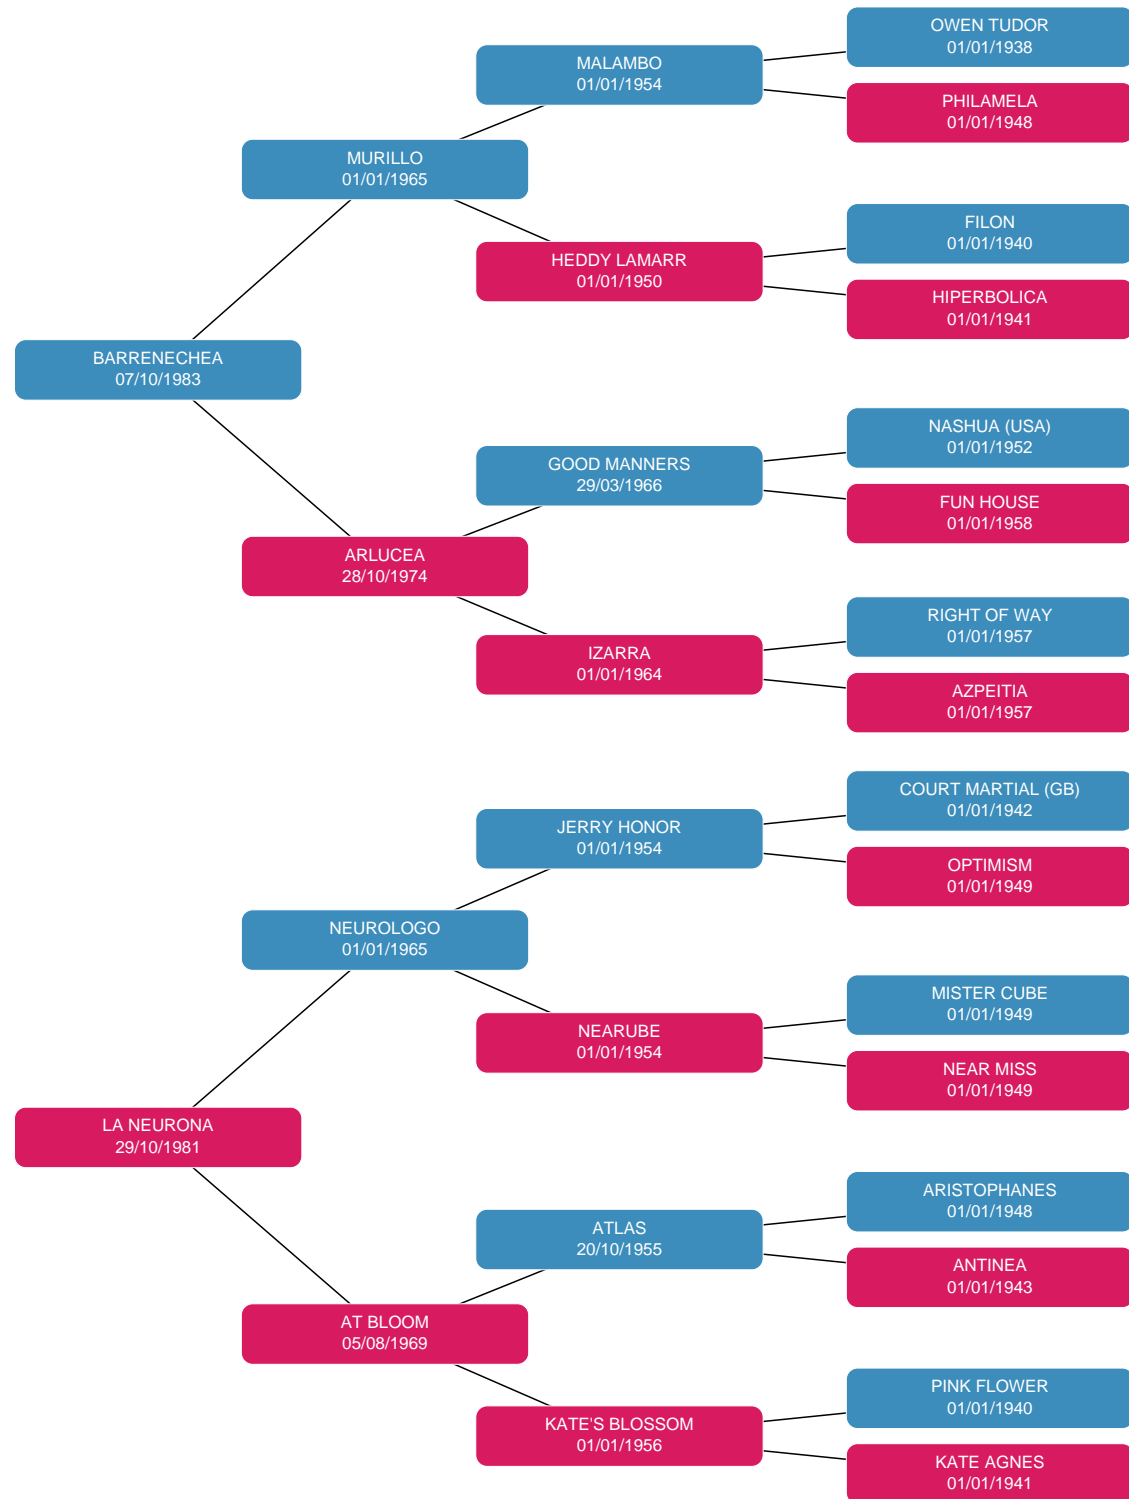 OWEN TUDOR
01/01/1938
MALAMBO
01/01/1954
PHILAMELA
01/01/1948
MURILLO
01/01/1965
FILON
01/01/1940
HEDDY LAMARR
01/01/1950
HIPERBOLICA
01/01/1941
BARRENECHEA
07/10/1983
NASHUA (USA)
01/01/1952
GOOD MANNERS
29/03/1966
FUN HOUSE
01/01/1958
ARLUCEA
28/10/1974
RIGHT OF WAY
01/01/1957
IZARRA
01/01/1964
AZPEITIA
01/01/1957
COURT MARTIAL (GB)
01/01/1942
JERRY HONOR
01/01/1954
OPTIMISM
01/01/1949
NEUROLOGO
01/01/1965
MISTER CUBE
01/01/1949
NEARUBE
01/01/1954
NEAR MISS
01/01/1949
LA NEURONA
29/10/1981
ARISTOPHANES
01/01/1948
ATLAS
20/10/1955
ANTINEA
01/01/1943
AT BLOOM
05/08/1969
PINK FLOWER
01/01/1940
KATE'S BLOSSOM
01/01/1956
KATE AGNES
01/01/1941